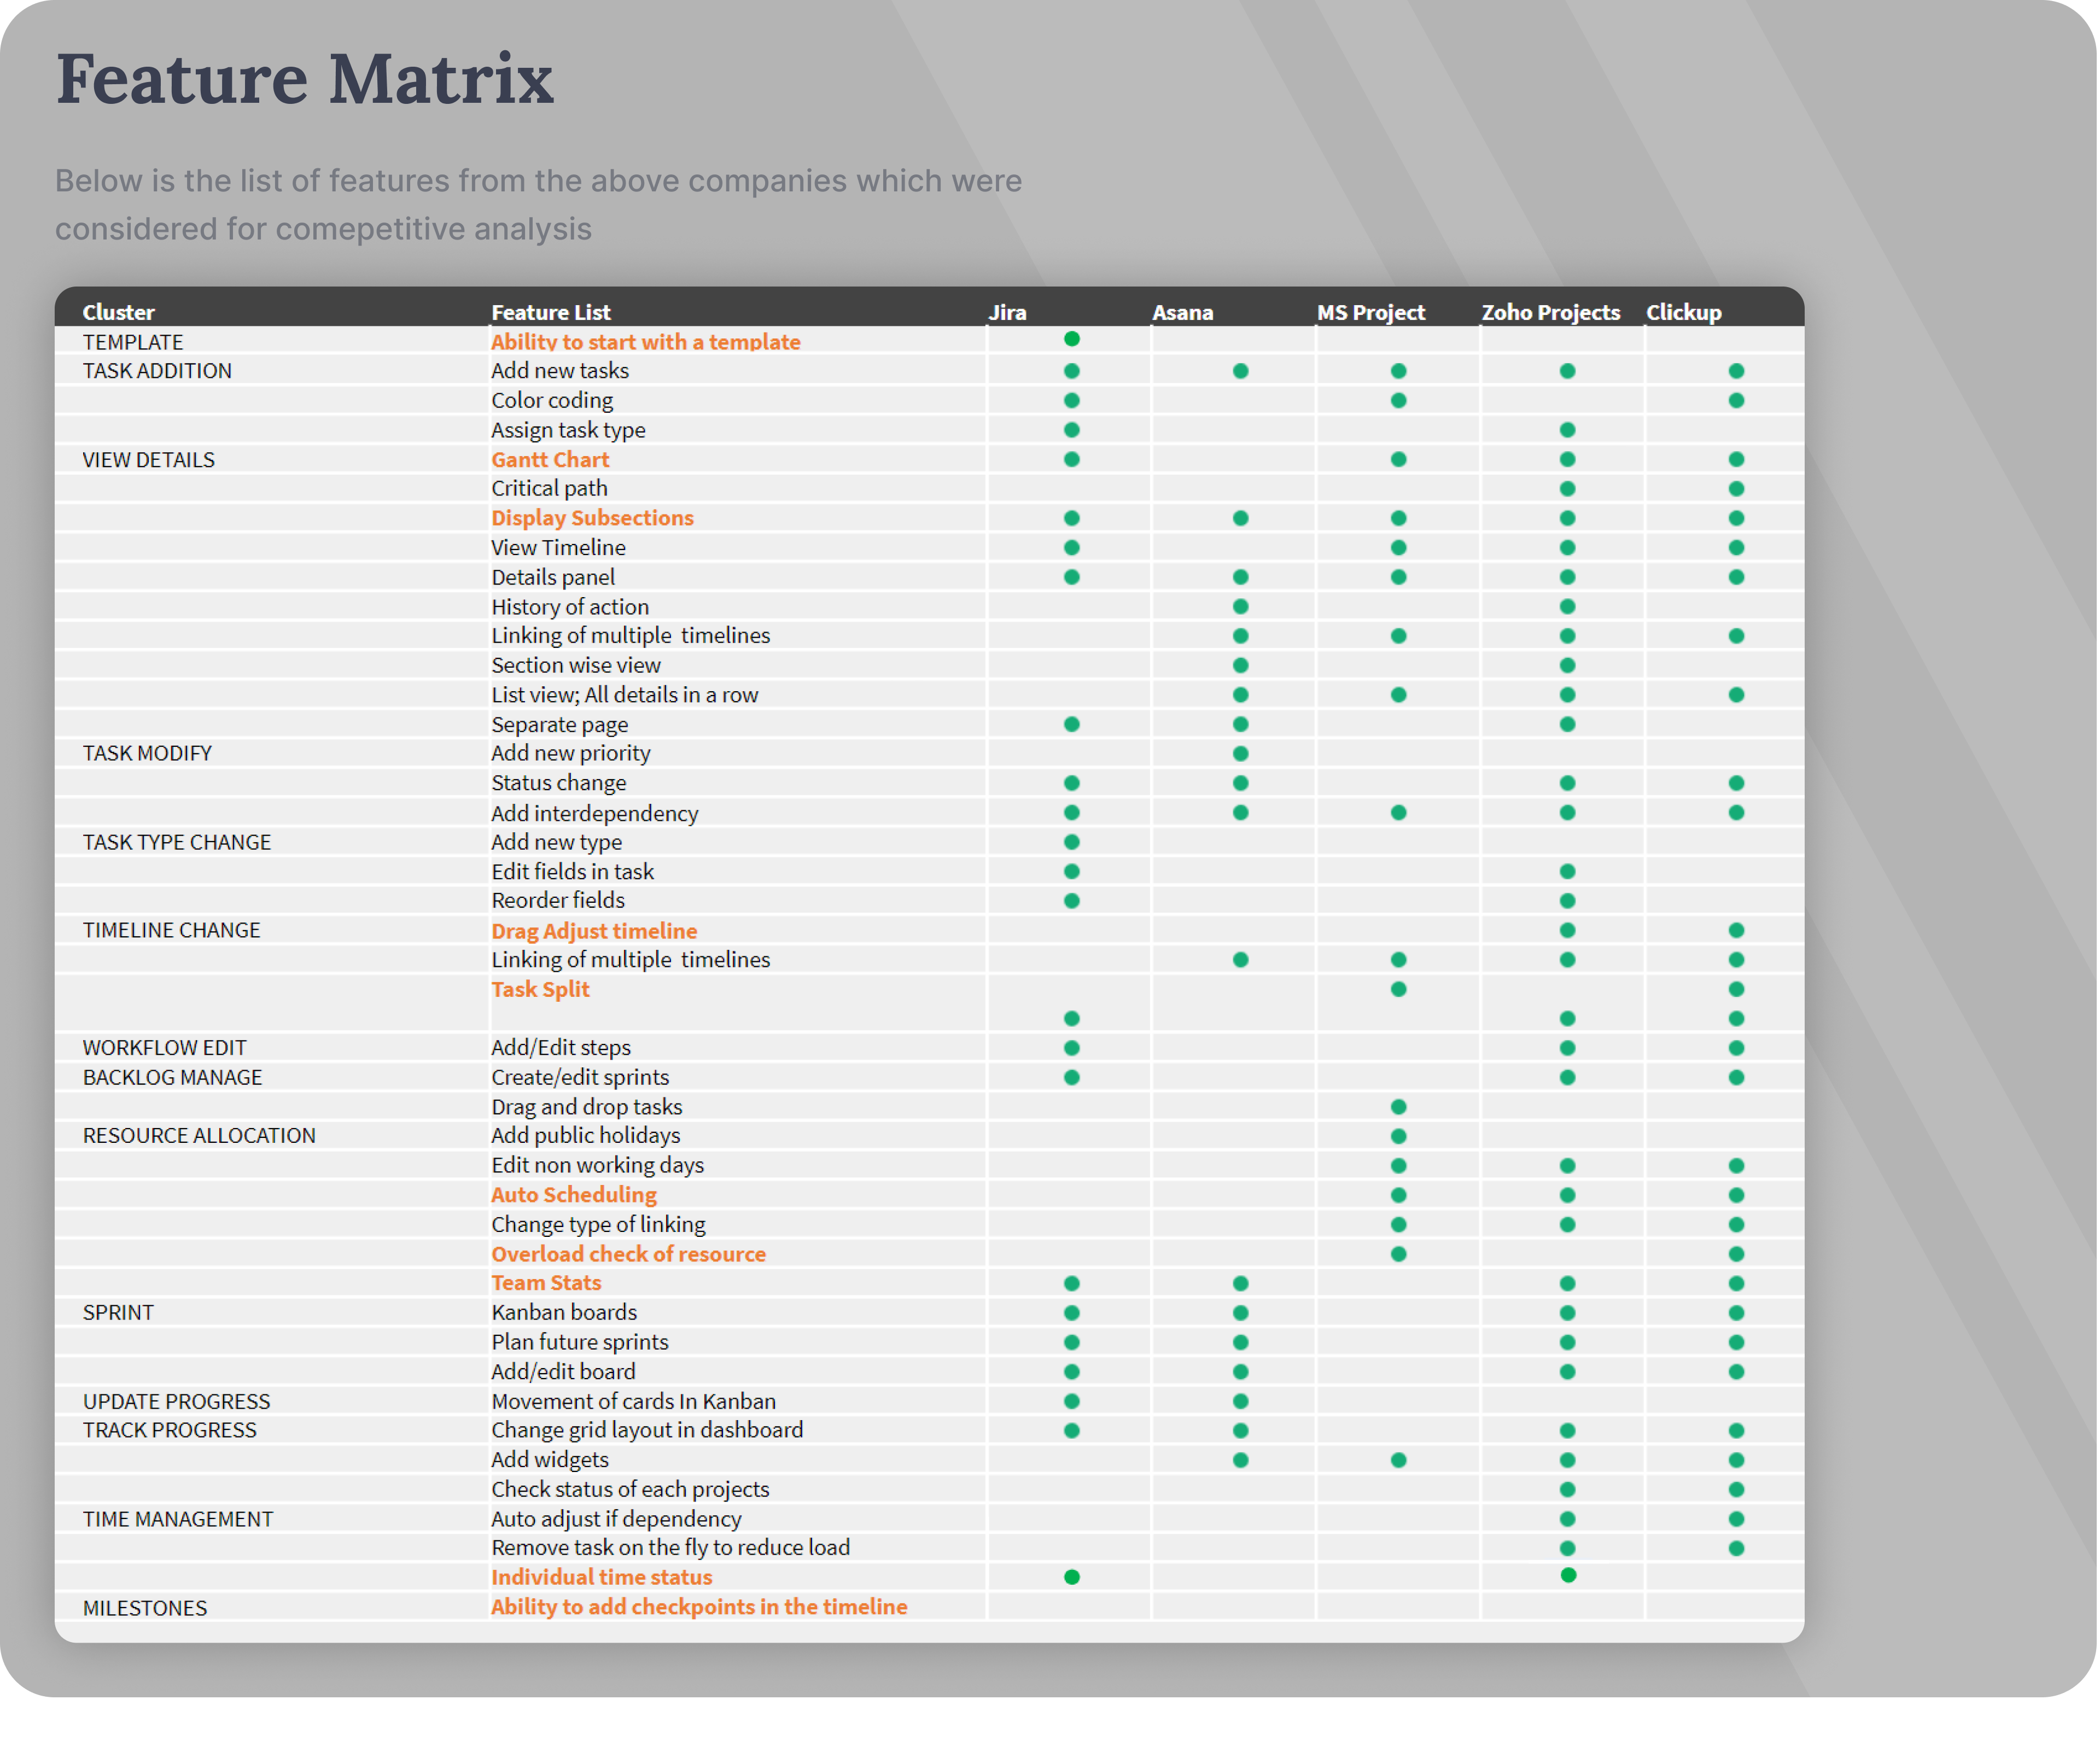 Feature Matrix
Below is the list of features from the above companies which were
considered for comepetitive analysis
Cluster Feature List Jira Asana MS Project Zoho Projects Clickup
TEMPLATE Ability to start with a template
TASK ADDITION Add new tasks
Color coding
Assign task type
VIEW DETAILS Gantt Chart
Critical path
Display Subsections
View Timeline
Details panel
History of action
Linking of multiple timelines
Section wise view
List view; All details in a row
Separate page
TASK MODIFY Add new priority
Status change
Add interdependency
TASK TYPE CHANGE Add new type
Edit fields in task
Reorder fields
TIMELINE CHANGE Drag Adjust timeline
Linking of multiple timelines
Task Split
WORKFLOW EDIT Add/Edit steps
BACKLOG MANAGE Create/edit sprints
Drag and drop tasks
RESOURCE ALLOCATION Add public holidays
Edit non working days
Auto Scheduling
Change type of linking
Overload check of resource
Team Stats
SPRINT Kanban boards
Plan future sprints
Add/edit board
UPDATE PROGRESS Movement of cards In Kanban
TRACK PROGRESS Change grid layout in dashboard
Add widgets
Check status of each projects
TIME MANAGEMENT Auto adjust if dependency
Remove task on the fly to reduce load
Individual time status
MILESTONES Ability to add checkpoints in the timeline